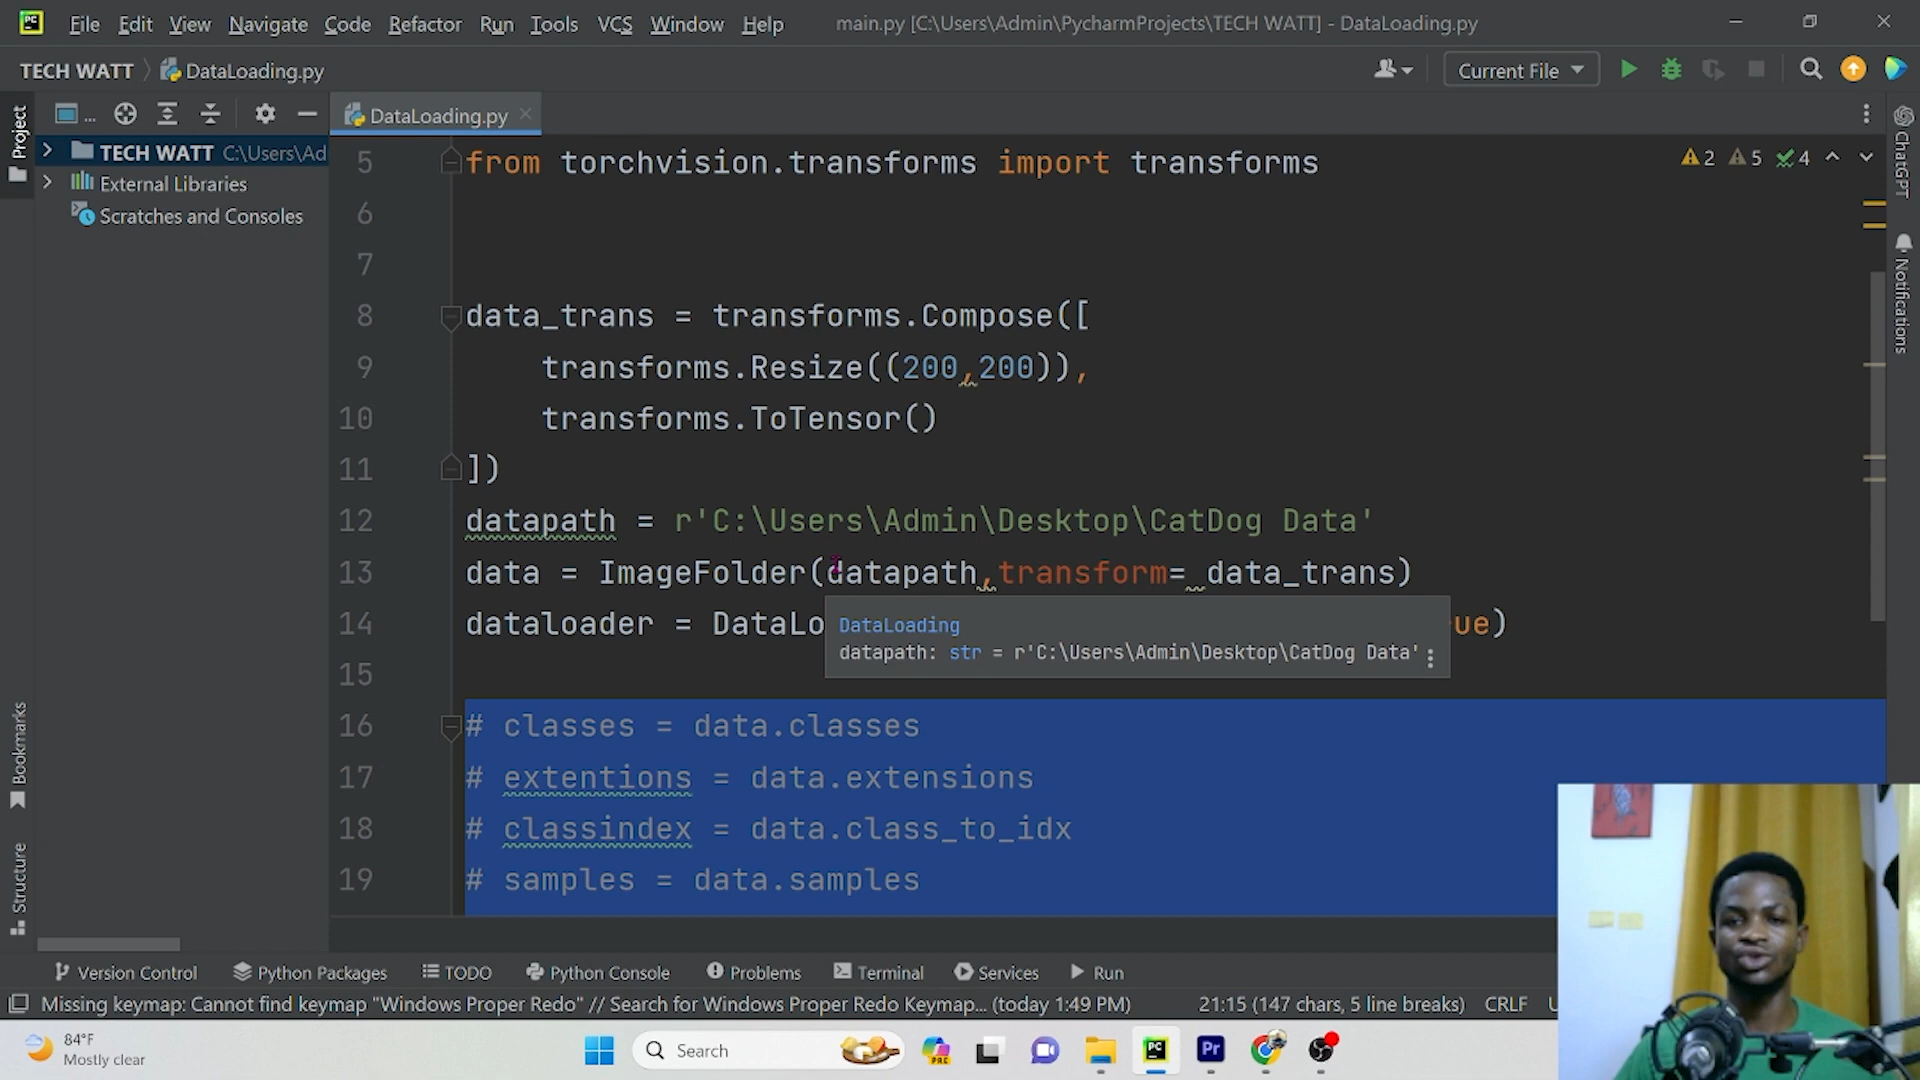 File Edit View Navigate Code Refactor Run Tools VCS Window Help main.py [C:\Users\Admin\PycharmProjects\TECH WATT] - DataLoading.py
TECH WATT DataLoading.py Current File
Project
... DataLoading.py
TECH WATT C:\Users\Ad
External Libraries
Scratches and Consoles
2 5 4
5 from torchvision.transforms import transforms
6
7
8 data_trans = transforms.Compose([
9 transforms.Resize((200,200)),
10 transforms.ToTensor()
11 ])
12 datapath = r'C:\Users\Admin\Desktop\CatDog Data'
13 data = ImageFolder(datapath,transform= data_trans)
14 dataloader = DataLo ue)
DataLoading
datapath: str = r'C:\Users\Admin\Desktop\CatDog Data'
15
16 # classes = data.classes
17 # extentions = data.extensions
18 # classindex = data.class_to_idx
19 # samples = data.samples
ChatGPT
Notifications
Bookmarks
Structure
Version Control Python Packages TODO Python Console Problems Terminal Services Run
Missing keymap: Cannot find keymap "Windows Proper Redo" // Search for Windows Proper Redo Keymap... (today 1:49 PM) 21:15 (147 chars, 5 line breaks) CRLF U
84°F
Mostly clear
Search
PRE
PC
Pr